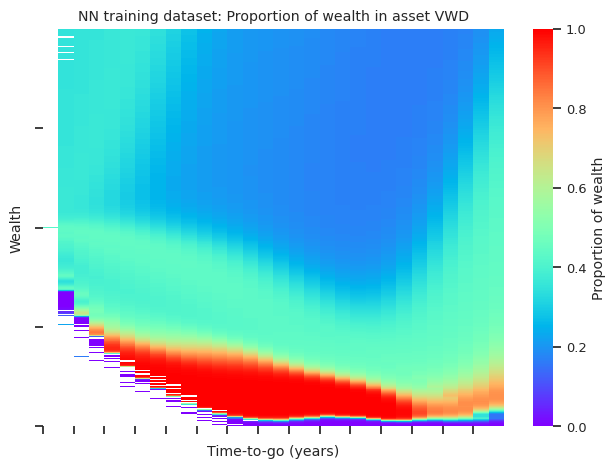 NN training dataset: Proportion of wealth in asset VWD
Wealth
Time-to-go (years)
1.0
0.8
0.6
0.4
0.2
0.0
Proportion of wealth